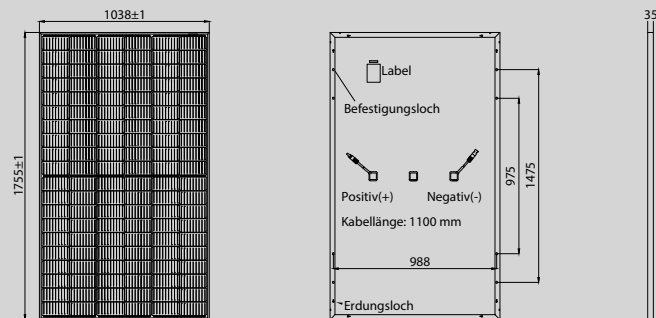 1038±1
1755±1
Label
Befestigungsloch
Positiv(+)
Negativ(-)
Kabellänge: 1100 mm
988
Erdungsloch
975
1475
35